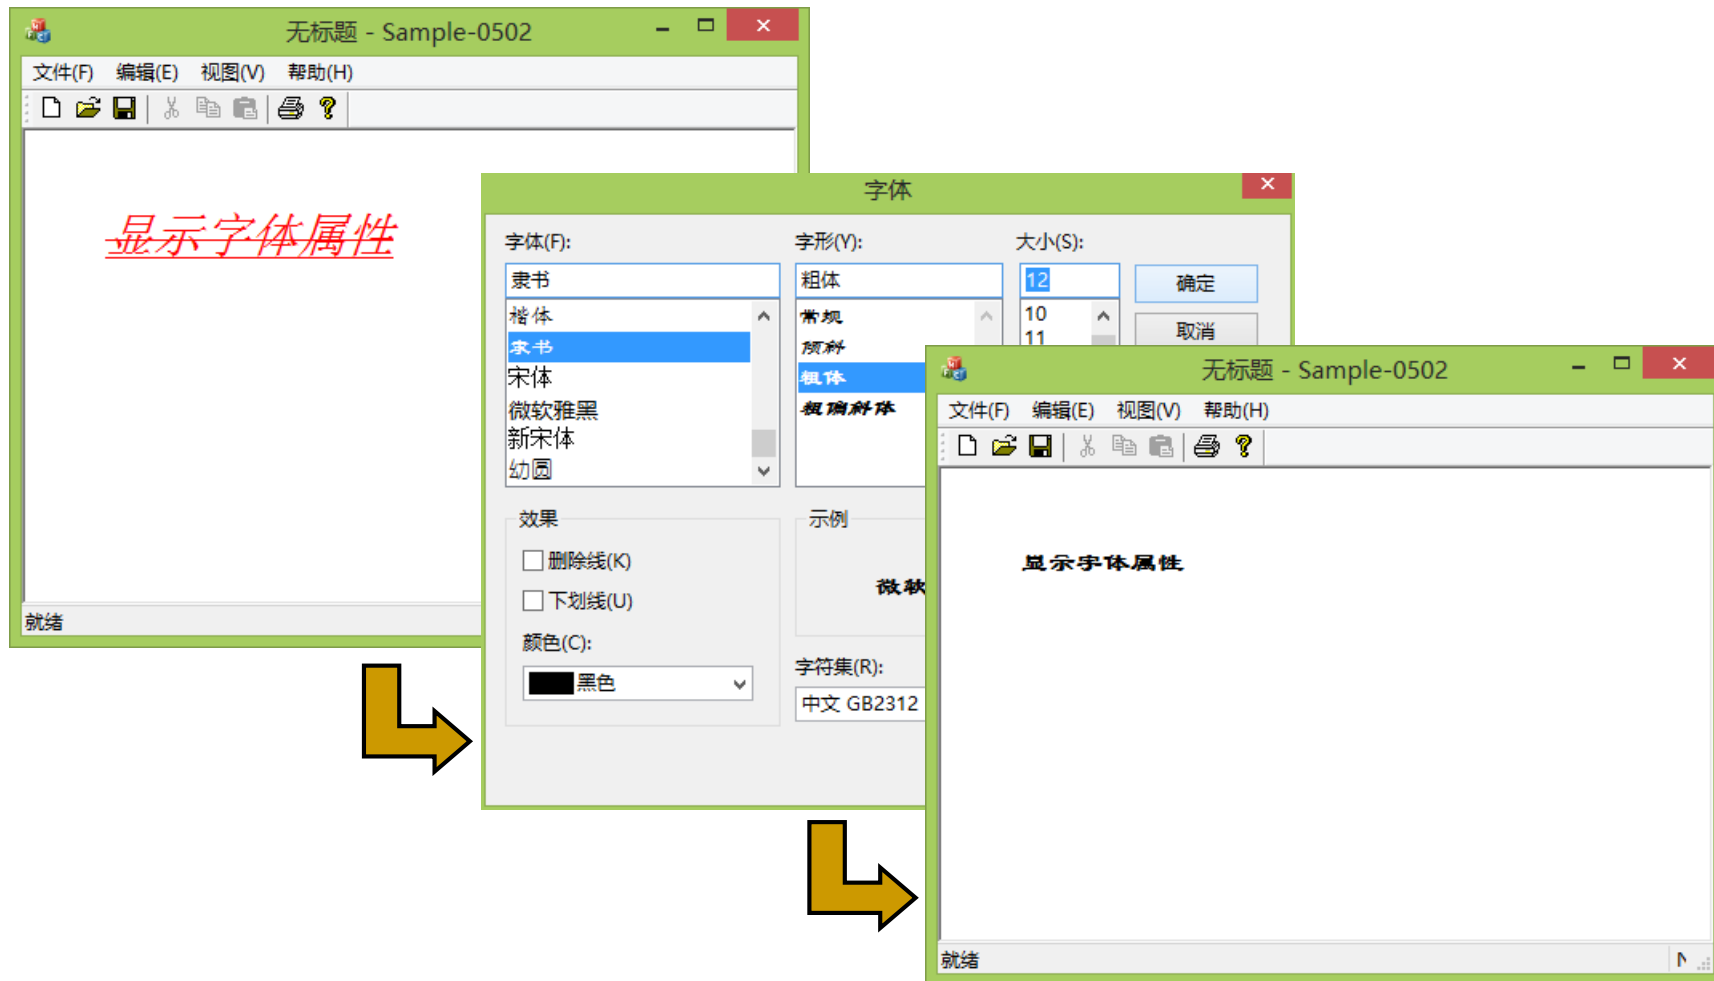 无标题 - Sample-0502
文件(F) 编辑(E) 视图(V) 帮助(H)
显示字体属性
就绪
字体
字体(F):
隶书
楷体
隶书
宋体
微软雅黑
新宋体
幼圆
字形(Y):
粗体
常规
倾斜
粗体
粗偏斜体
大小(S):
12
10
11
确定
取消
效果
删除线(K)
下划线(U)
颜色(C):
黑色
示例
微软
字符集(R):
中文 GB2312
无标题 - Sample-0502
文件(F) 编辑(E) 视图(V) 帮助(H)
显示字体属性
就绪